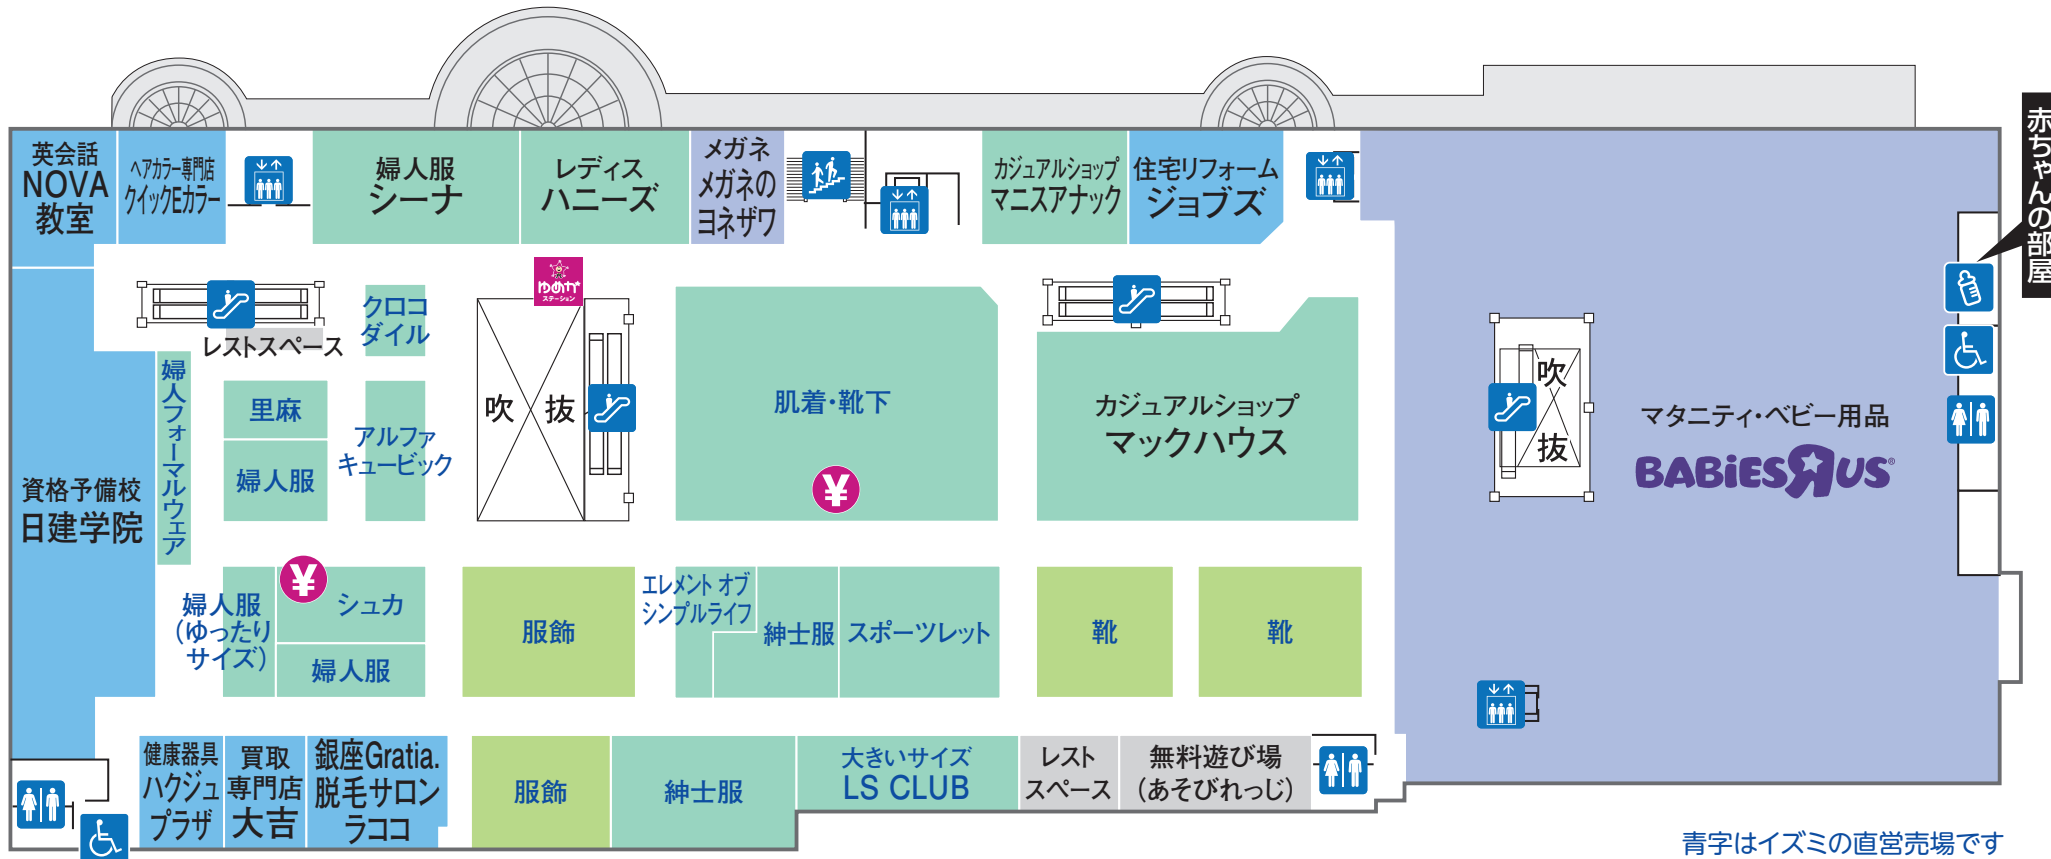 赤ちゃんの部屋
英会話
NOVA
教室
ヘアカラー専門店
クイックEカラー
婦人服
シーナ
レディス
ハニーズ
メガネ
メガネの
ヨネザワ
カジュアルショップ
マニスアナック
住宅リフォーム
ジョブズ
ゆめか
ステーション
クロコ
ダイル
レストスペース
婦人フォーマルウェア
里麻
婦人服
アルファ
キュービック
吹 抜
肌着・靴下
¥
カジュアルショップ
マックハウス
吹
抜
マタニティ・ベビー用品
BABiESRUS®
資格予備校
日建学院
婦人服
(ゆったり
サイズ)
¥
シュカ
婦人服
服飾
エレメント オブ
シンプルライフ
紳士服
スポーツレット
靴
靴
健康器具
ハクジュ
プラザ
買取
専門店
大吉
銀座Gratia.
脱毛サロン
ラココ
服飾
紳士服
大きいサイズ
LS CLUB
レスト
スペース
無料遊び場
(あそびれっじ)
青字はイズミの直営売場です